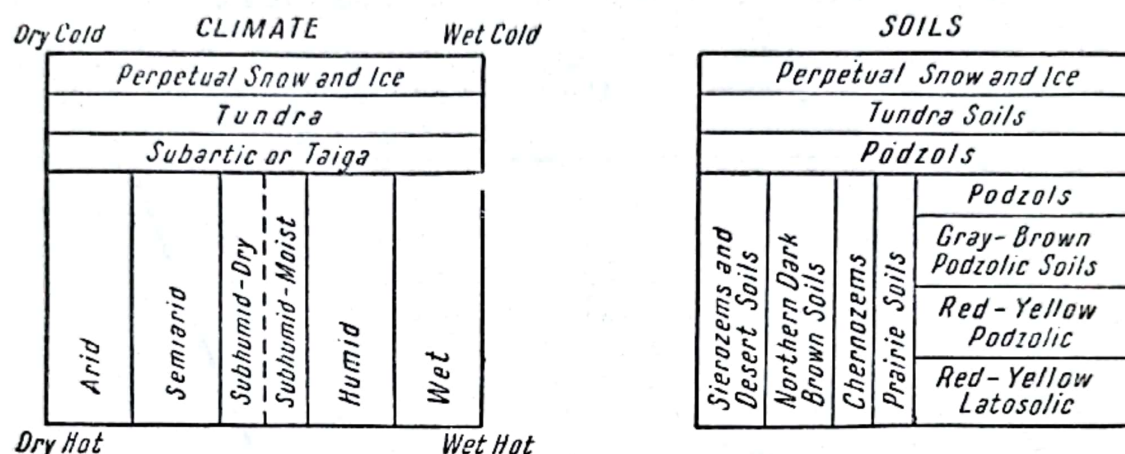 CLIMATE
Dry Cold
Wet Cold
Perpetual Snow and Ice
Tundra
Subartic or Taiga
Arid
Semiarid
Subhumid-Dry
Subhumid-Moist
Humid
Wet
Dry Hot
Wet Hot
SOILS
Perpetual Snow and Ice
Tundra Soils
Podzols
Sierozems and
Desert Soils
Northern Dark
Brown Soils
Chernozems
Prairie Soils
Podzols
Gray-Brown
Podzolic Soils
Red-Yellow
Podzolic
Red-Yellow
Latosolic